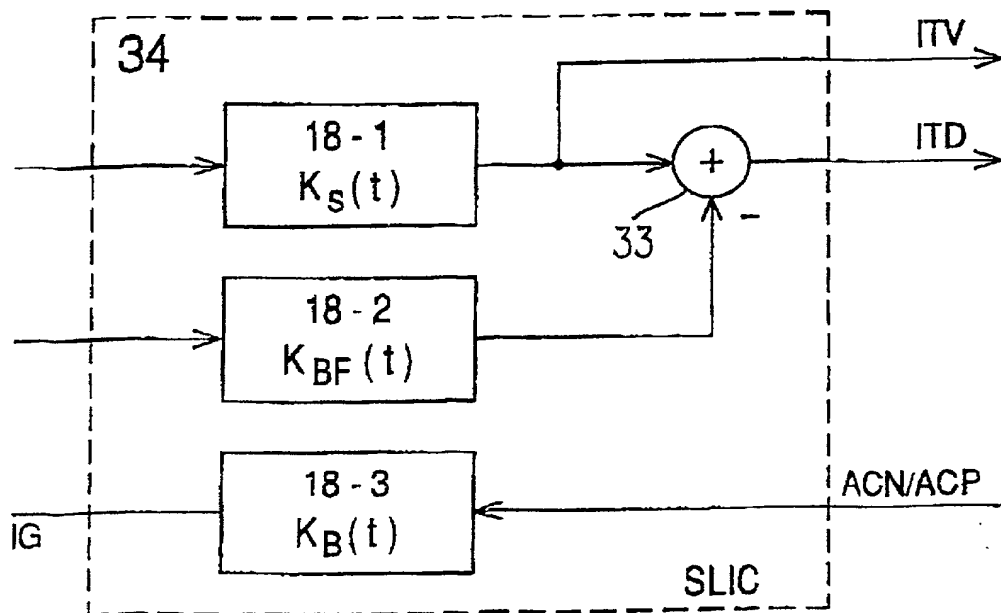 34
ITV
18-1
K_S(t)
+
ITD
33
-
18-2
K_BF(t)
18-3
K_B(t)
ACN/ACP
IG
SLIC